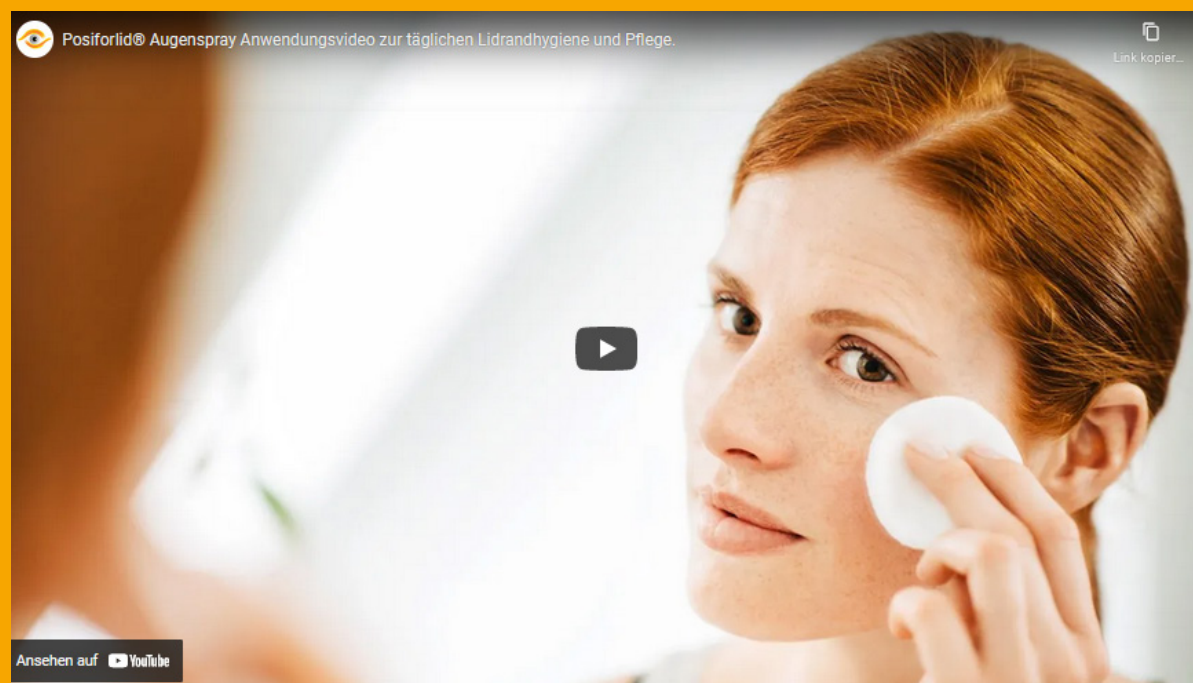 Posiforlid® Augenspray Anwendungsvideo zur täglichen Lidrandhygiene und Pflege.
Link kopier...
Ansehen auf YouTube